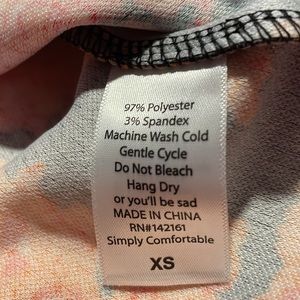 97% Polyester
3% Spandex
Machine Wash Cold
Gentle Cycle
Do Not Bleach
Hang Dry
or you'll be sad
MADE IN CHINA
RN#142161
Simply Comfortable
XS